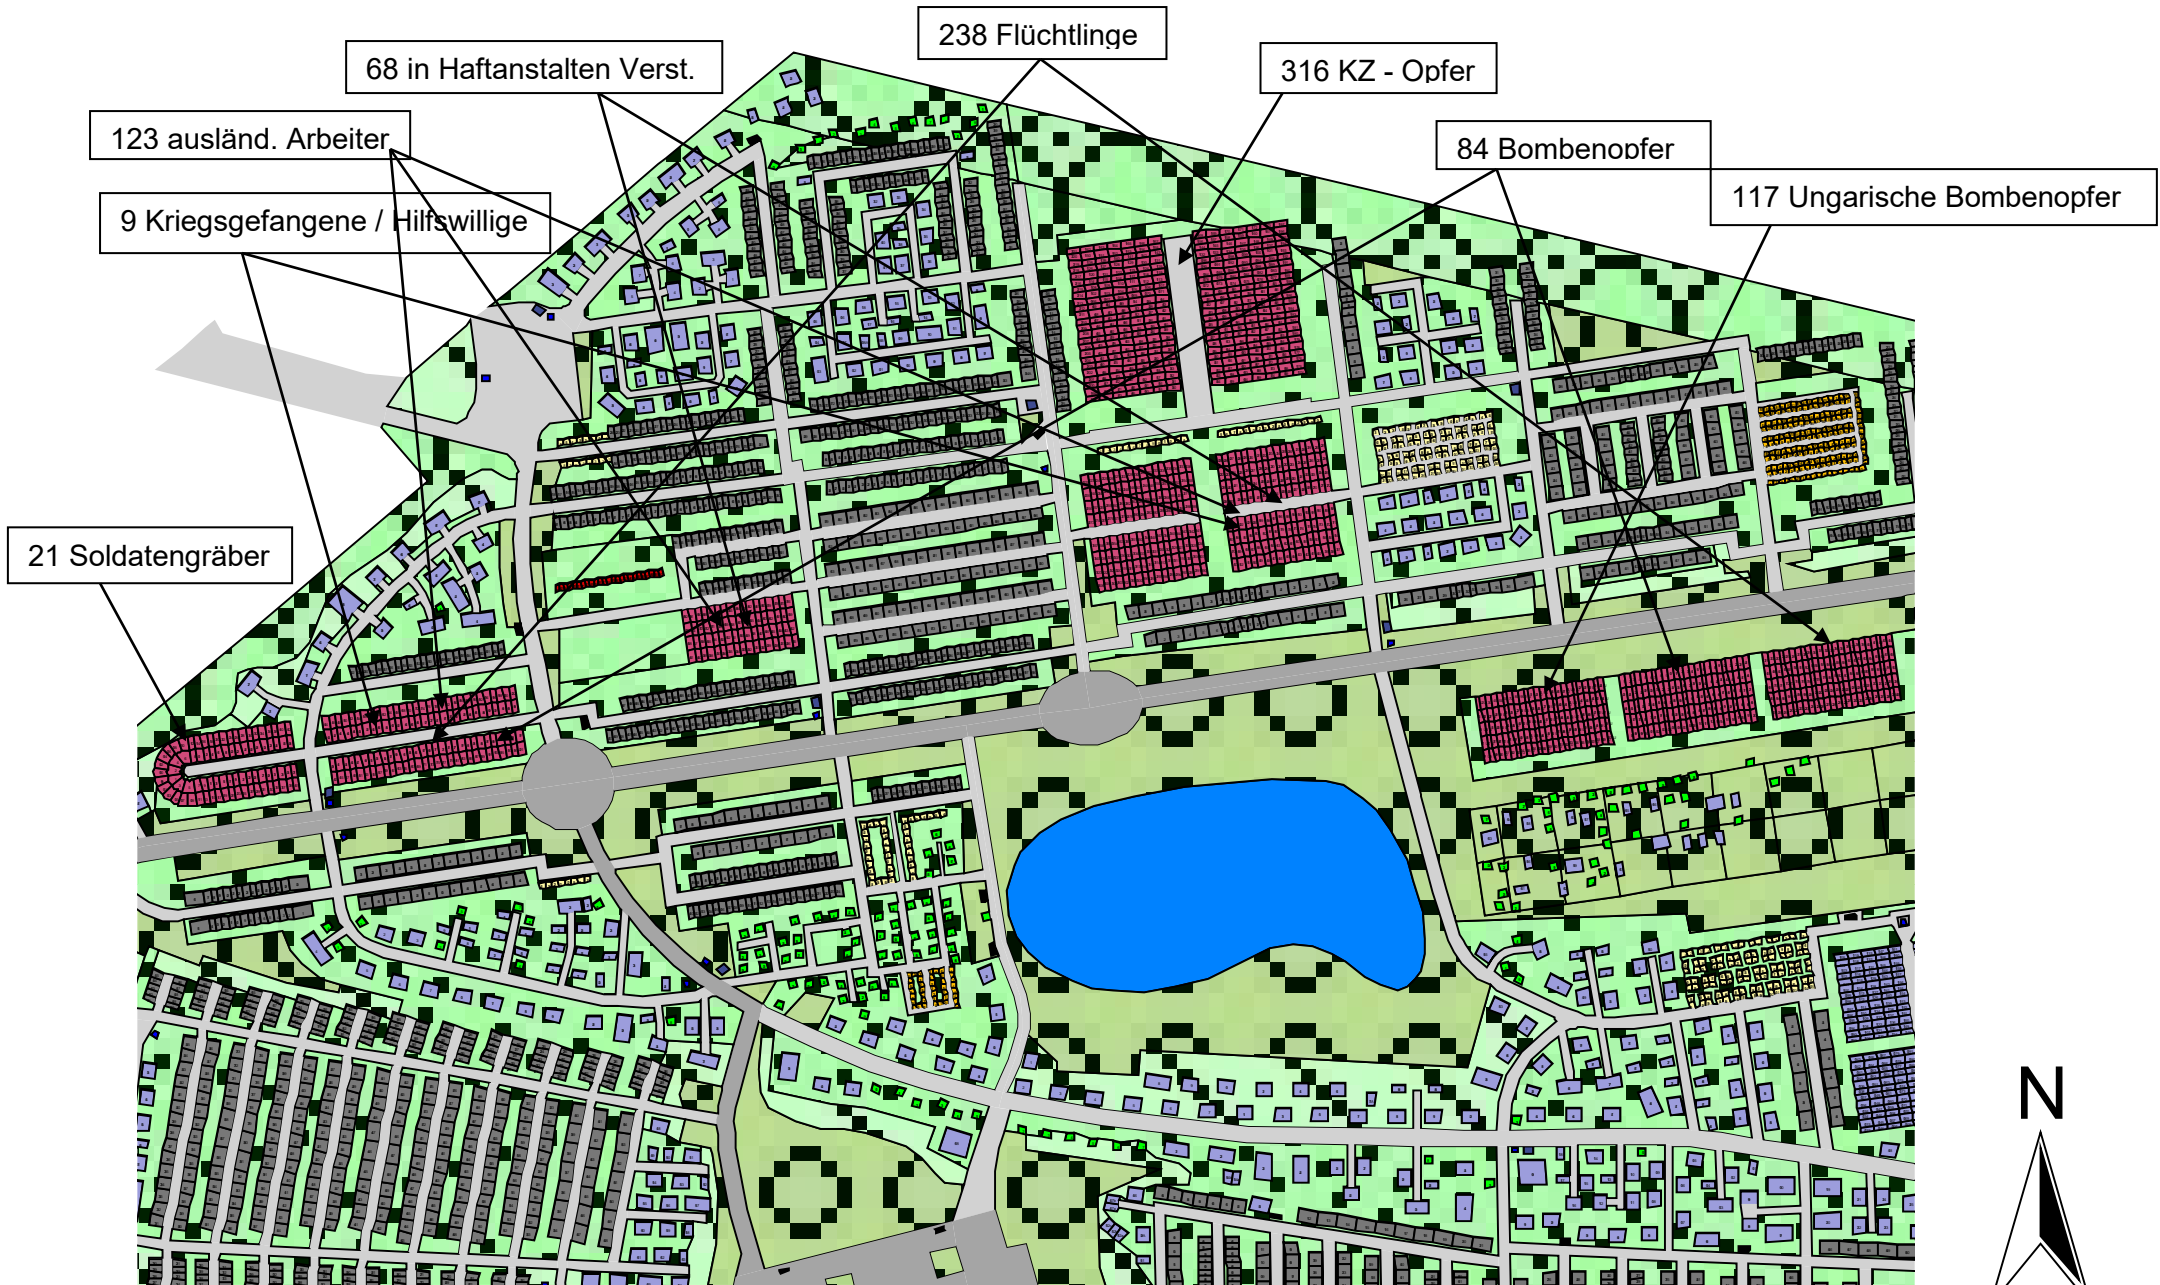 238 Flüchtlinge
68 in Haftanstalten Verst.
316 KZ - Opfer
123 ausländ. Arbeiter
84 Bombenopfer
117 Ungarische Bombenopfer
9 Kriegsgefangene / Hilfswillige
21 Soldatengräber
N